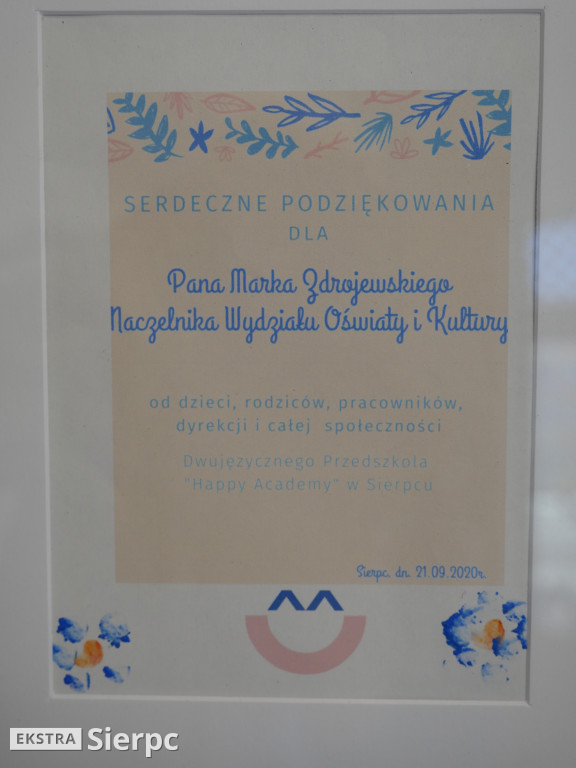 SERDECZNE PODZIĘKOWANIA
DLA
Pana Marka Zdrojewskiego
Naczelnika Wydziału Oświaty i Kultury
od dzieci, rodziców, pracowników,
dyrekcji i całej społeczności
Dwujęzycznego Przedszkola
"Happy Academy" w Sierpcu
Sierpc, dn. 21.09.2020r.
EKSTRA Sierpc